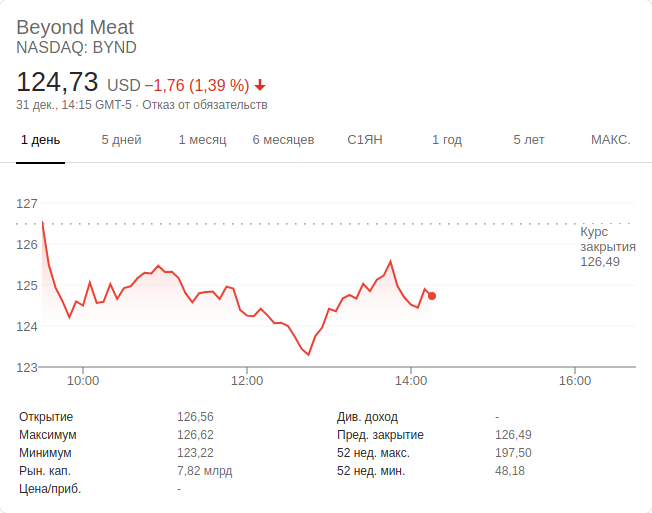 Beyond Meat
NASDAQ: BYND
124,73 USD −1,76 (1,39 %)
31 дек., 14:15 GMT-5 · Отказ от обязательств
1 день 5 дней 1 месяц 6 месяцев С1ЯН 1 год 5 лет МАКС.
127
126
125
124
123
Курс
закрытия
126,49
10:00 12:00 14:00 16:00
Открытие 126,56 Див. доход -
Максимум 126,62 Пред. закрытие 126,49
Минимум 123,22 52 нед. макс. 197,50
Рын. кап. 7,82 млрд 52 нед. мин. 48,18
Цена/приб. -